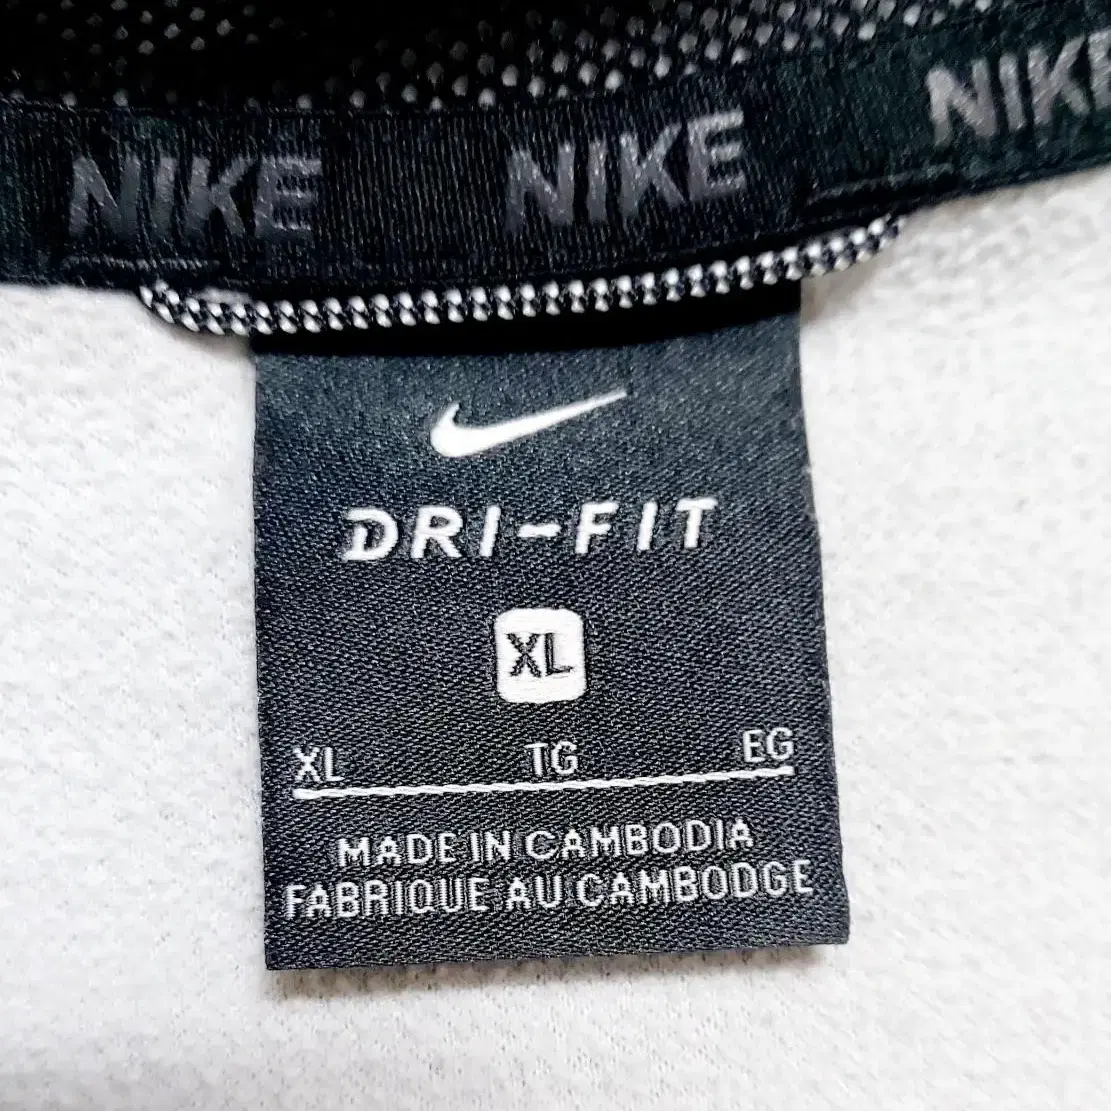 NIKE NIKE NIKE
DRI-FIT
XL
XL TG EG
MADE IN CAMBODIA
FABRIQUE AU CAMBODGE